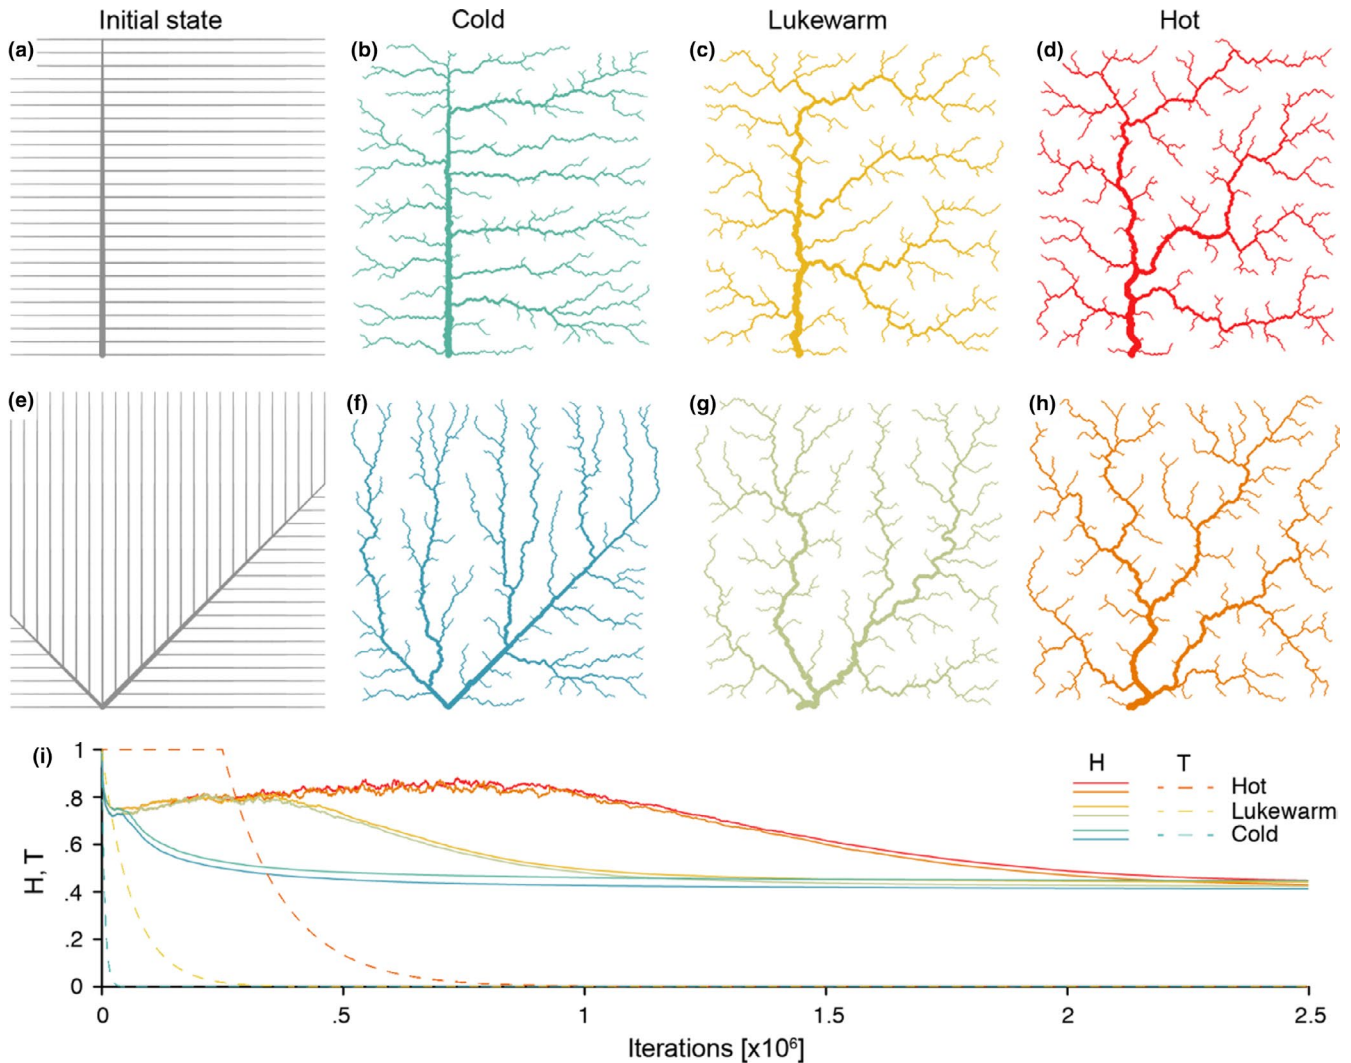 Initial state Cold Lukewarm Hot
(a) (b) (c) (d)
(e) (f) (g) (h)
(i)
H T
Hot
Lukewarm
Cold
H, T
1
.8
.6
.4
.2
0
0 .5 1 1.5 2 2.5
Iterations [x10⁶]